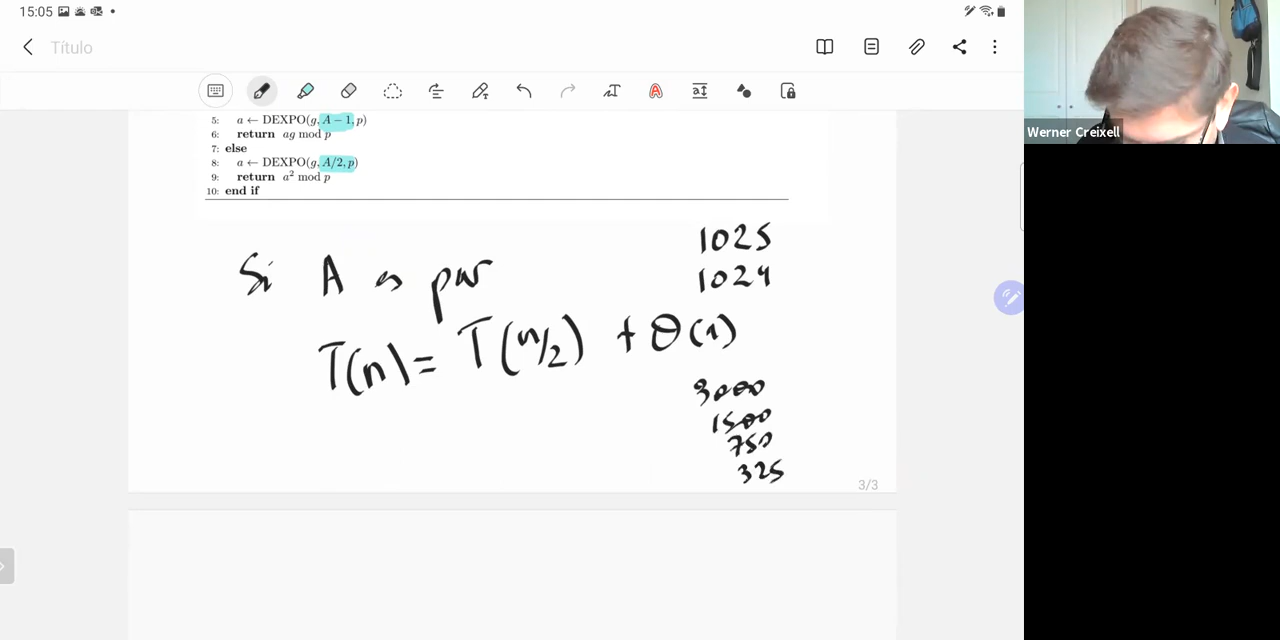 15:05
Título
Werner Creixell
5: a ← DEXPO(g, A − 1, p)
6: return ag mod p
7: else
8: a ← DEXPO(g, A/2, p)
9: return a² mod p
10: end if
1025
Si A es par
1024
T(n) = T(n/2) + Θ(1)
3000
1500
750
325
3/3